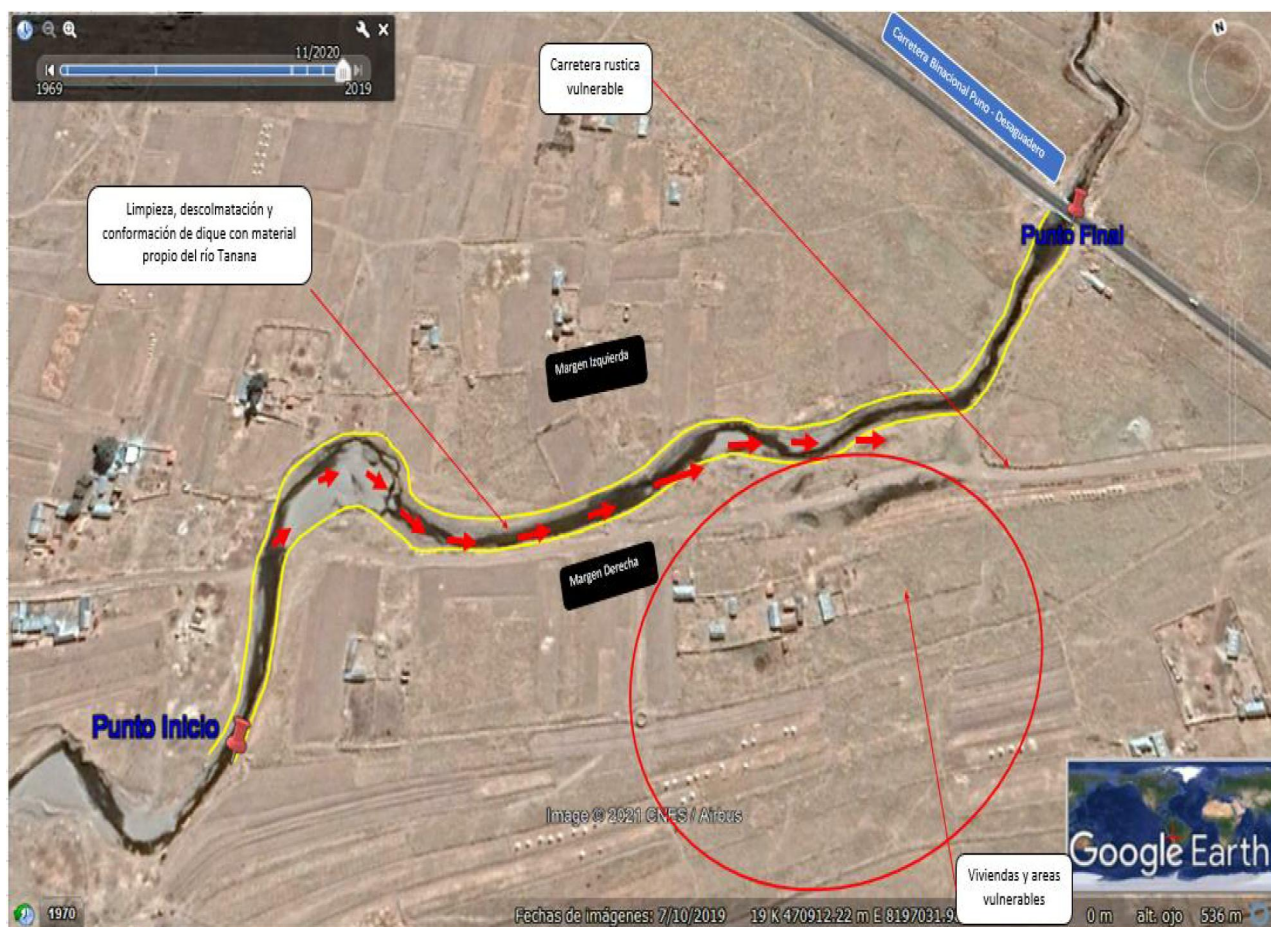 11/2020
1969
2019
Carretera rustica
vulnerable
Carretera Binacional Puno - Desaguadero
N
Limpieza, descolmatación y
conformación de dique con material
propio del río Tanana
Punto Final
Margen Izquierda
Margen Derecha
Punto Inicio
Image © 2021 CNES / Airbus
Google Earth
Viviendas y areas
vulnerables
1970
Fechas de imágenes: 7/10/2019 19 K 470912.22 m E 8197031.9 0 m alt. ojo 536 m